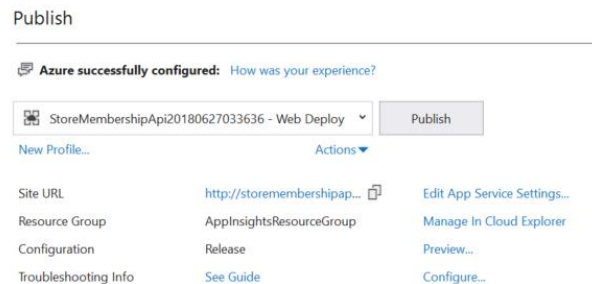 Publish
Azure successfully configured: How was your experience?
StoreMembershipApi20180627033636 - Web Deploy Publish
New Profile... Actions
Site URL http://storemembershipap... Edit App Service Settings...
Resource Group AppInsightsResourceGroup Manage In Cloud Explorer
Configuration Release Preview...
Troubleshooting Info See Guide Configure...